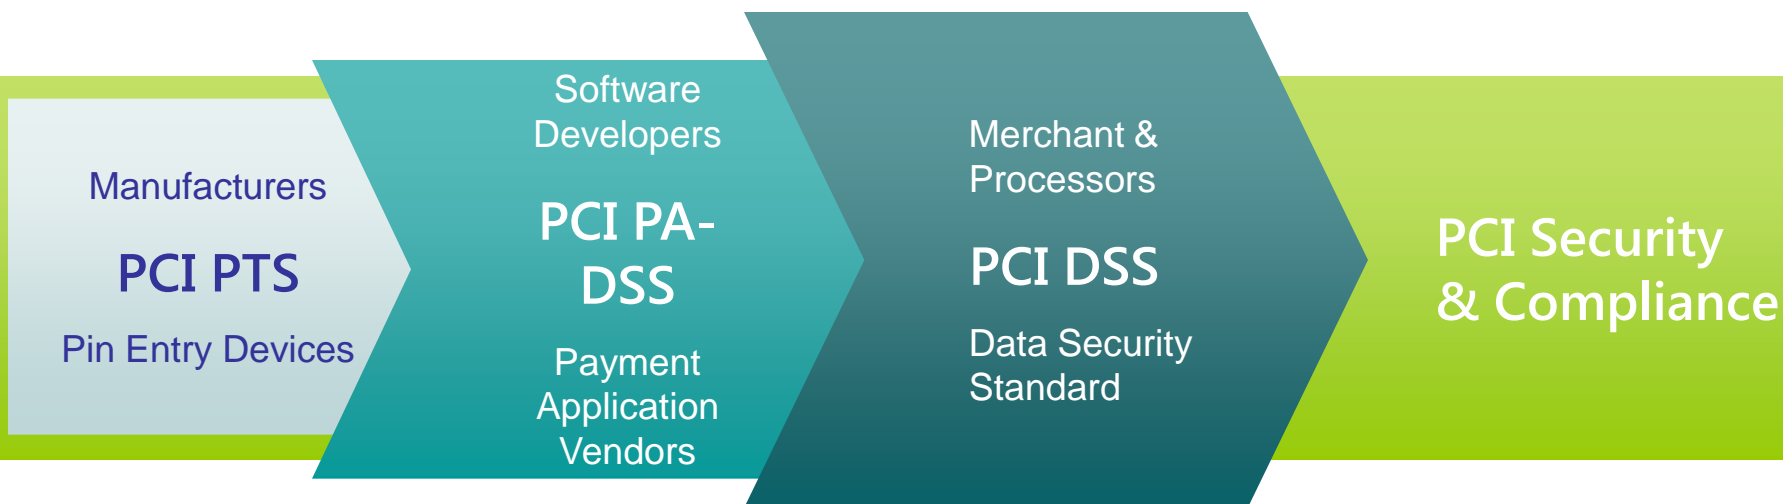 Manufacturers
PCI PTS
Pin Entry Devices
Software
Developers
PCI PA-
DSS
Payment
Application
Vendors
Merchant &
Processors
PCI DSS
Data Security
Standard
PCI Security
& Compliance